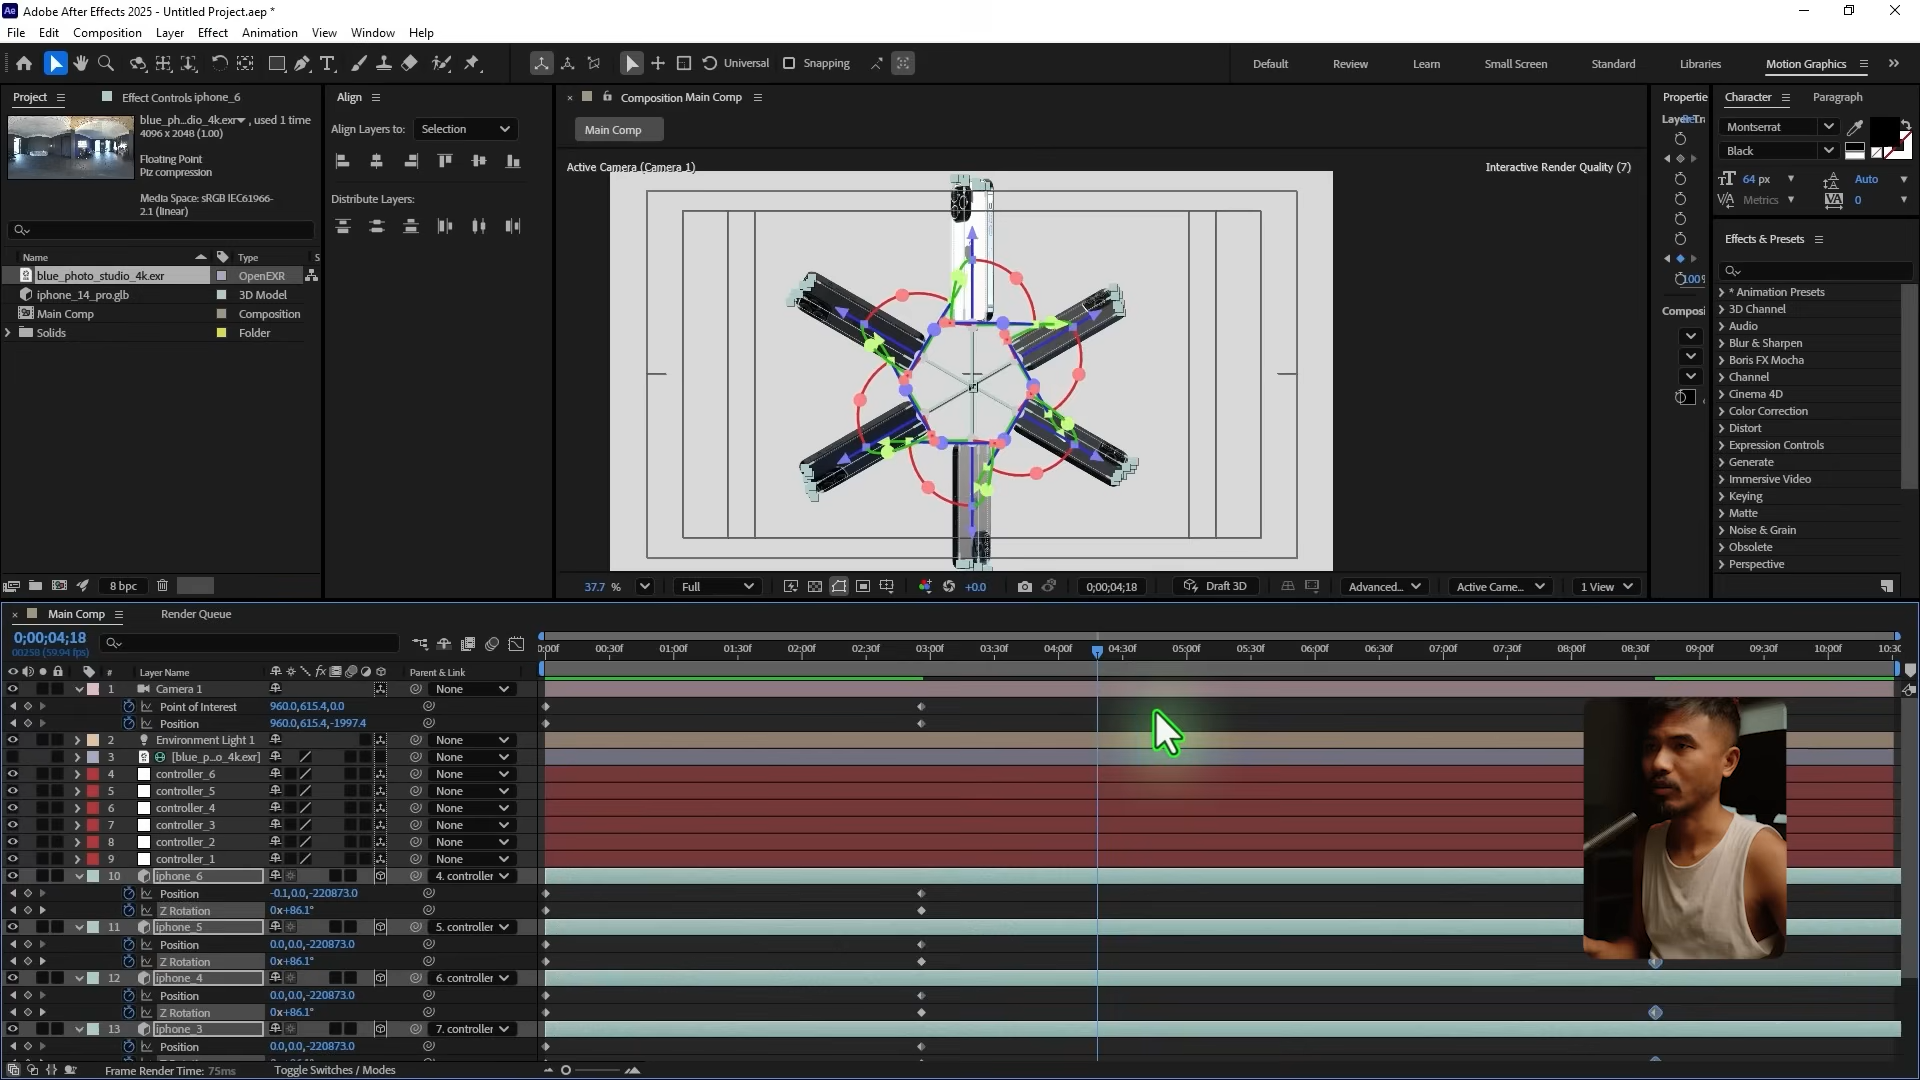 Adobe After Effects 2025 - Untitled Project.aep *
File Edit Composition Layer Effect Animation View Window Help
Universal Snapping Default Review Learn Small Screen Standard Libraries Motion Graphics
Project Effect Controls iphone_6
blue_ph...dio_4k.exr, used 1 time
4096 x 2048 (1.00)
Floating Point
Piz compression
Media Space: sRGB IEC61966-
2.1 (linear)
Name Type S
blue_photo_studio_4k.exr OpenEXR
iphone_14_pro.glb 3D Model
Main Comp Composition
Solids Folder
8 bpc
Align
Align Layers to: Selection
Distribute Layers:
Composition Main Comp
Main Comp
Active Camera (Camera 1) Interactive Render Quality (7)
37.7 % Full +0.0 0;00;04;18 Draft 3D Advanced... Active Came... 1 View
Propertie
100%
Composi
Character Paragraph
Montserrat
Black
64 px Auto
Metrics 0
Effects & Presets
* Animation Presets
3D Channel
Audio
Blur & Sharpen
Boris FX Mocha
Channel
Cinema 4D
Color Correction
Distort
Expression Controls
Generate
Immersive Video
Keying
Matte
Noise & Grain
Obsolete
Perspective
Main Comp Render Queue
0;00;04;18
00258 (59.94 fps)
00:30f 01:00f 01:30f 02:00f 02:30f 03:00f 03:30f 04:00f 04:30f 05:00f 05:30f 06:00f 06:30f 07:00f 07:30f 08:00f 08:30f 09:00f 09:30f 10:00f
# Layer Name Parent & Link
1 Camera 1 None
Point of Interest 960.0,615.4,0.0
Position 960.0,615.4,-1997.4
2 Environment Light 1 None
3 [blue_p...o_4k.exr] None
4 controller_6 None
5 controller_5 None
6 controller_4 None
7 controller_3 None
8 controller_2 None
9 controller_1 None
10 iphone_6 4. controller
Position -0.1,0.0,-220873.0
Z Rotation 0x+86.1°
11 iphone_5 5. controller
Position 0.0,0.0,-220873.0
Z Rotation 0x+86.1°
12 iphone_4 6. controller
Position 0.0,0.0,-220873.0
Z Rotation 0x+86.1°
13 iphone_3 7. controller
Position 0.0,0.0,-220873.0
Frame Render Time: 75ms Toggle Switches / Modes